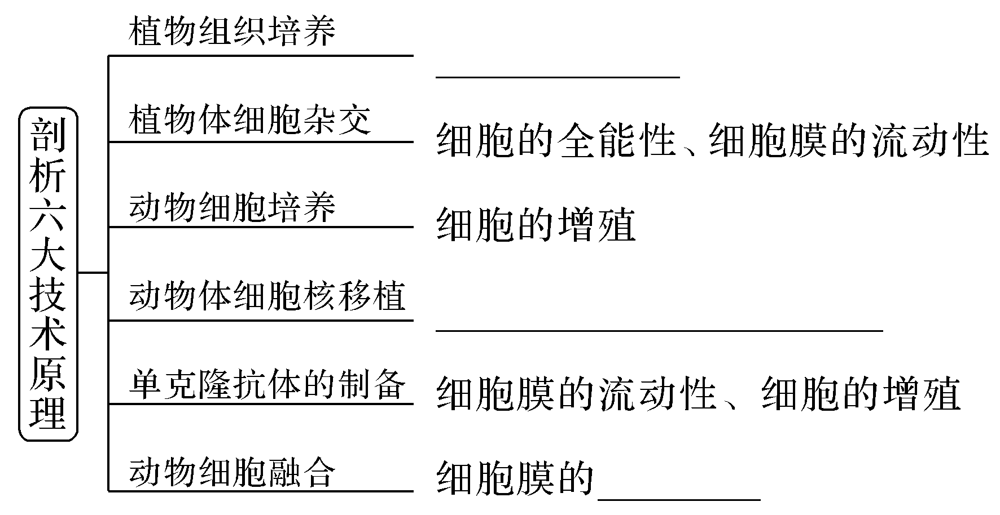 剖析六大技术原理
植物组织培养
植物体细胞杂交
细胞的全能性、细胞膜的流动性
动物细胞培养
细胞的增殖
动物体细胞核移植
单克隆抗体的制备
细胞膜的流动性、细胞的增殖
动物细胞融合
细胞膜的